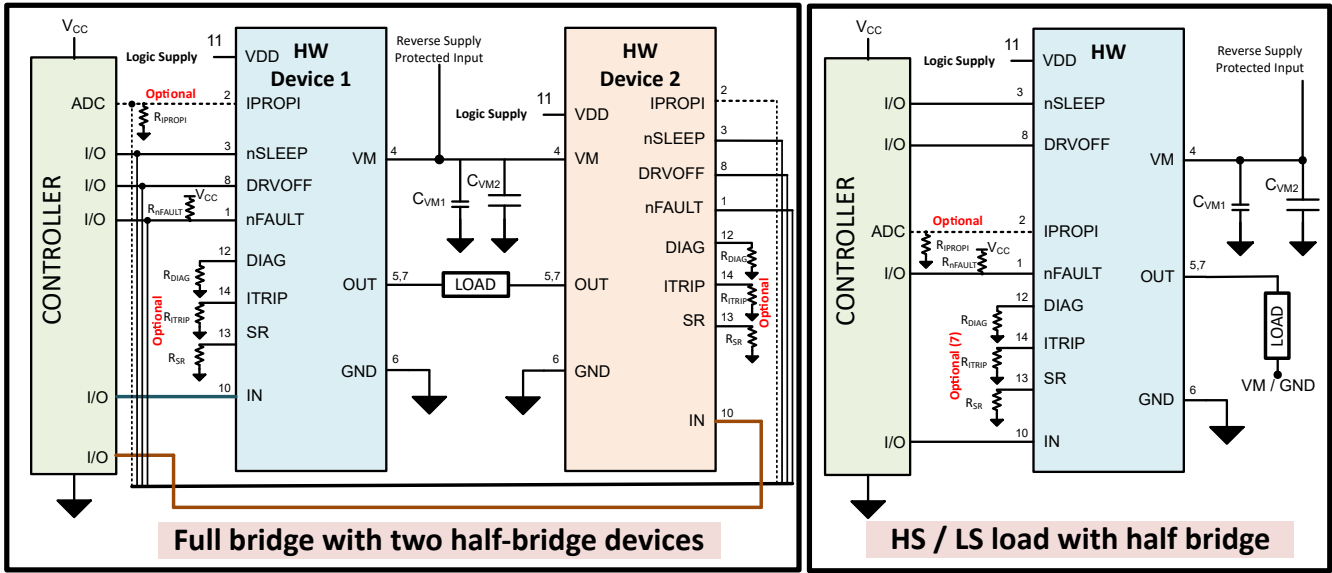 VCC
CONTROLLER
ADC
I/O
I/O
I/O
I/O
I/O
Optional
RIPROPI
VCC
RnFAULT
RDIAG
RITRIP
RSR
Optional
11
Logic Supply
2
3
8
1
12
14
13
10
HW
Device 1
VDD
IPROPI
nSLEEP
DRVOFF
nFAULT
DIAG
ITRIP
SR
IN
VM
OUT
GND
4
5,7
6
Reverse Supply
Protected Input
CVM1
CVM2
LOAD
11
Logic Supply
4
5,7
6
HW
Device 2
VDD
VM
OUT
GND
IPROPI
nSLEEP
DRVOFF
nFAULT
DIAG
ITRIP
SR
IN
2
3
8
1
12
14
13
10
RDIAG
RITRIP
RSR
Optional
Full bridge with two half-bridge devices
VCC
CONTROLLER
I/O
I/O
ADC
I/O
I/O
11
Logic Supply
3
8
Optional
2
RIPROPI
VCC
RnFAULT
1
12
RDIAG
14
RITRIP
13
RSR
Optional (7)
10
HW
VDD
nSLEEP
DRVOFF
IPROPI
nFAULT
DIAG
ITRIP
SR
IN
VM
OUT
GND
4
5,7
6
Reverse Supply
Protected Input
CVM1
CVM2
LOAD
VM / GND
HS / LS load with half bridge